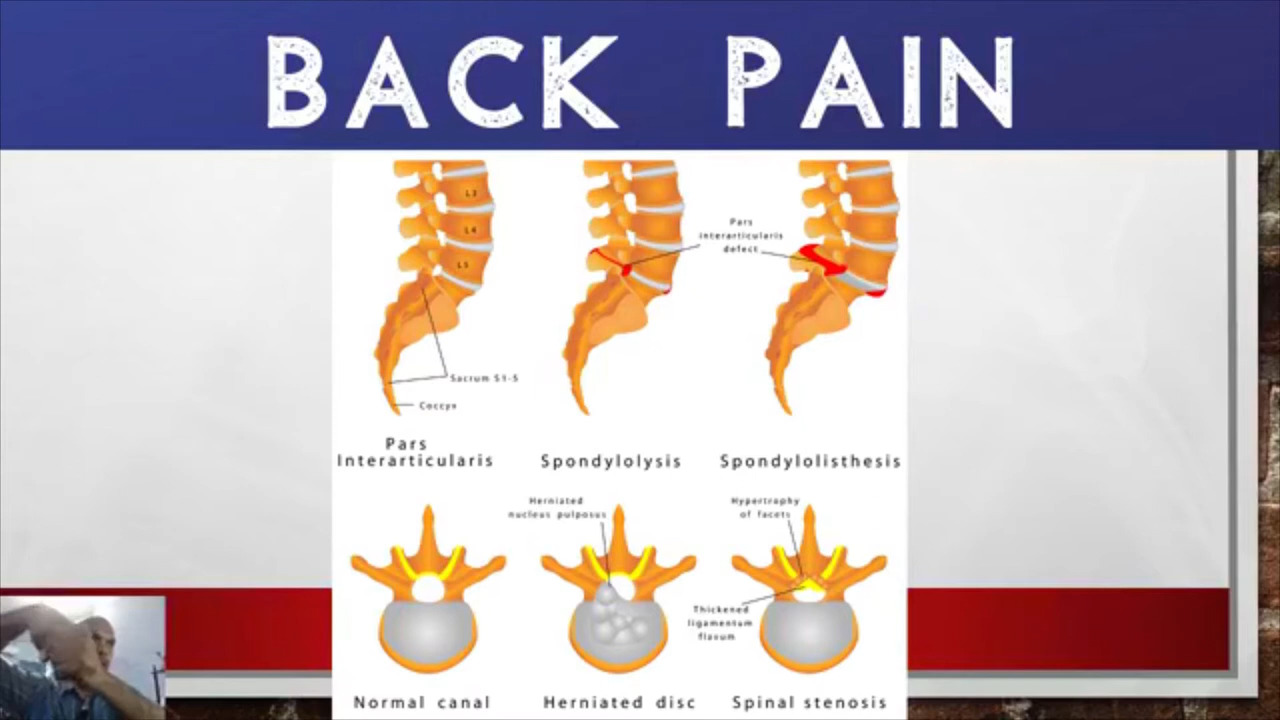 BACK PAIN
L3
L4
L5
Pars
interarticularis
defect
Sacrum S1-5
Coccyx
Pars
Interarticularis
Spondylolysis
Spondylolisthesis
Herniated
nucleus pulposus
Hypertrophy
of facets
Thickened
ligamentum
flavum
Normal canal
Herniated disc
Spinal stenosis